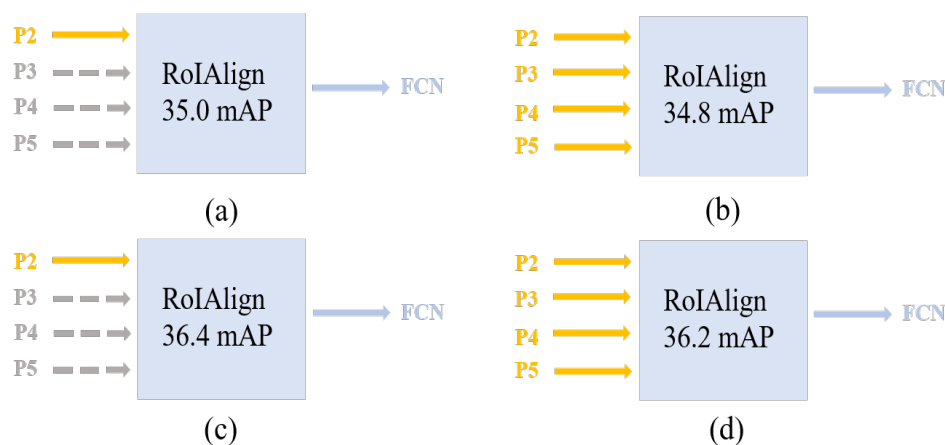 P2
P3
P4
P5
RoIAlign
35.0 mAP
FCN
(a)
P2
P3
P4
P5
RoIAlign
34.8 mAP
FCN
(b)
P2
P3
P4
P5
RoIAlign
36.4 mAP
FCN
(c)
P2
P3
P4
P5
RoIAlign
36.2 mAP
FCN
(d)